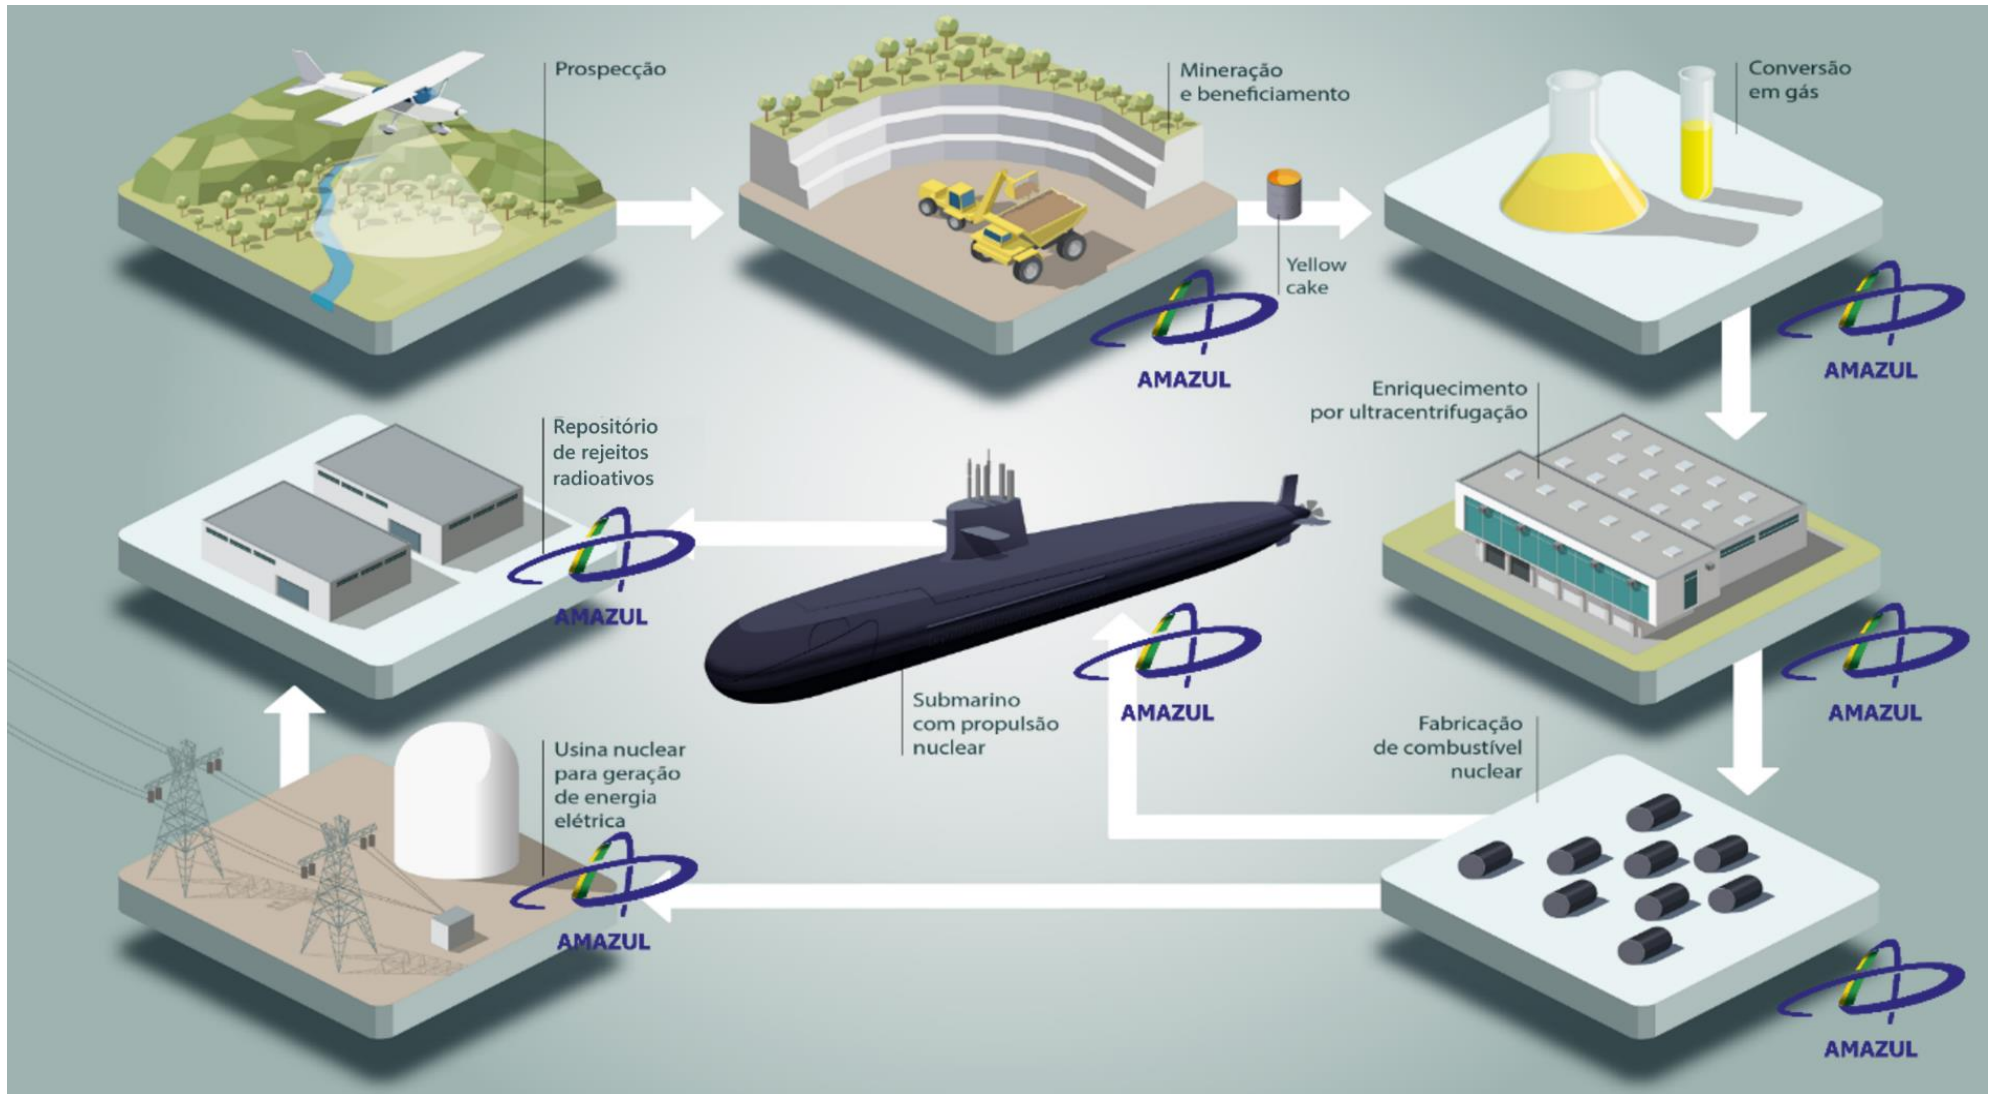 Prospecção
Mineração
e beneficiamento
Yellow
cake
Conversão
em gás
AMAZUL
AMAZUL
Enriquecimento
por ultracentrifugação
AMAZUL
Fabricação
de combustível
nuclear
AMAZUL
Submarino
com propulsão
nuclear
AMAZUL
Repositório
de rejeitos
radioativos
AMAZUL
Usina nuclear
para geração
de energia
elétrica
AMAZUL